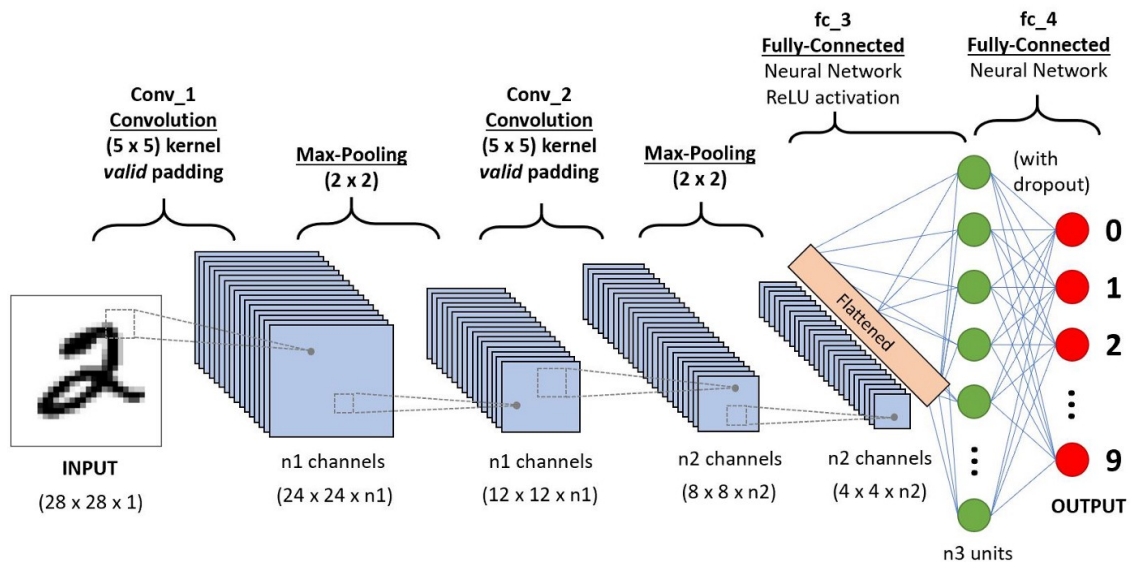 Conv_1
Convolution
(5 x 5) kernel
valid padding
Max-Pooling
(2 x 2)
Conv_2
Convolution
(5 x 5) kernel
valid padding
Max-Pooling
(2 x 2)
fc_3
Fully-Connected
Neural Network
ReLU activation
fc_4
Fully-Connected
Neural Network
(with
dropout)
2
Flattened
0
1
2
9
INPUT
(28 x 28 x 1)
n1 channels
(24 x 24 x n1)
n1 channels
(12 x 12 x n1)
n2 channels
(8 x 8 x n2)
n2 channels
(4 x 4 x n2)
n3 units
OUTPUT